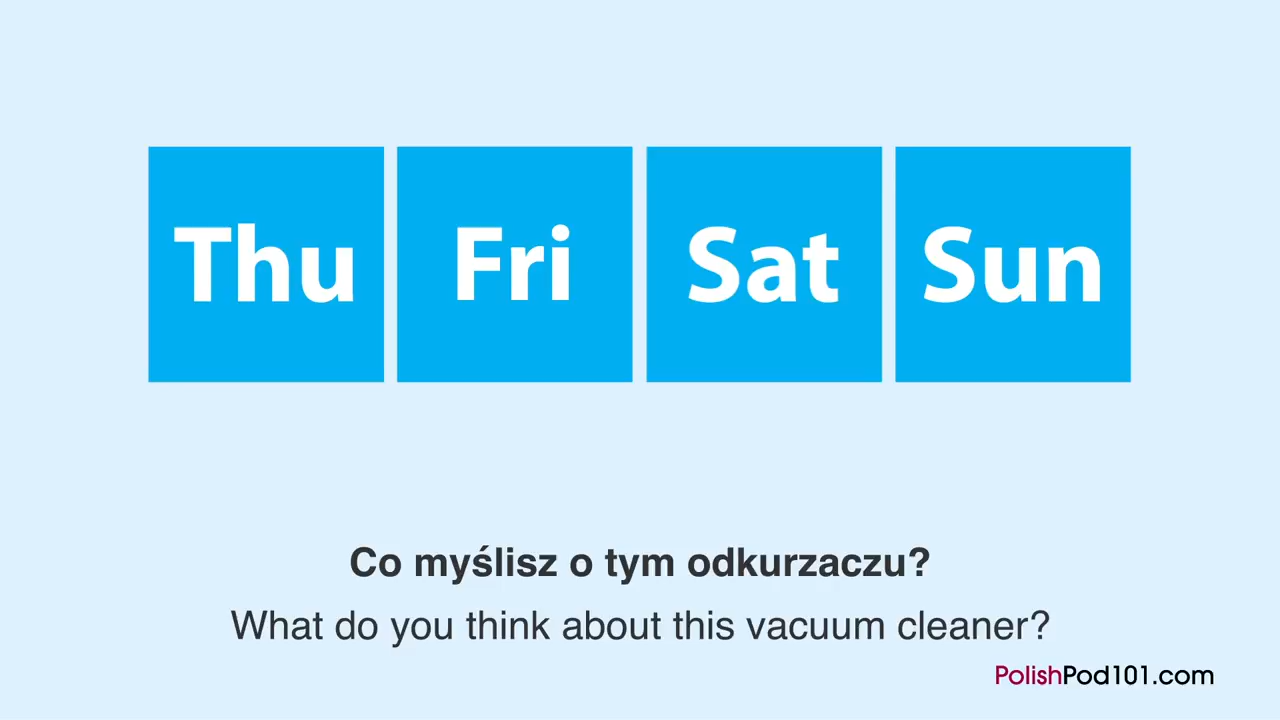 Thu Fri Sat Sun
Co myślisz o tym odkurzaczu?
What do you think about this vacuum cleaner?
PolishPod101.com